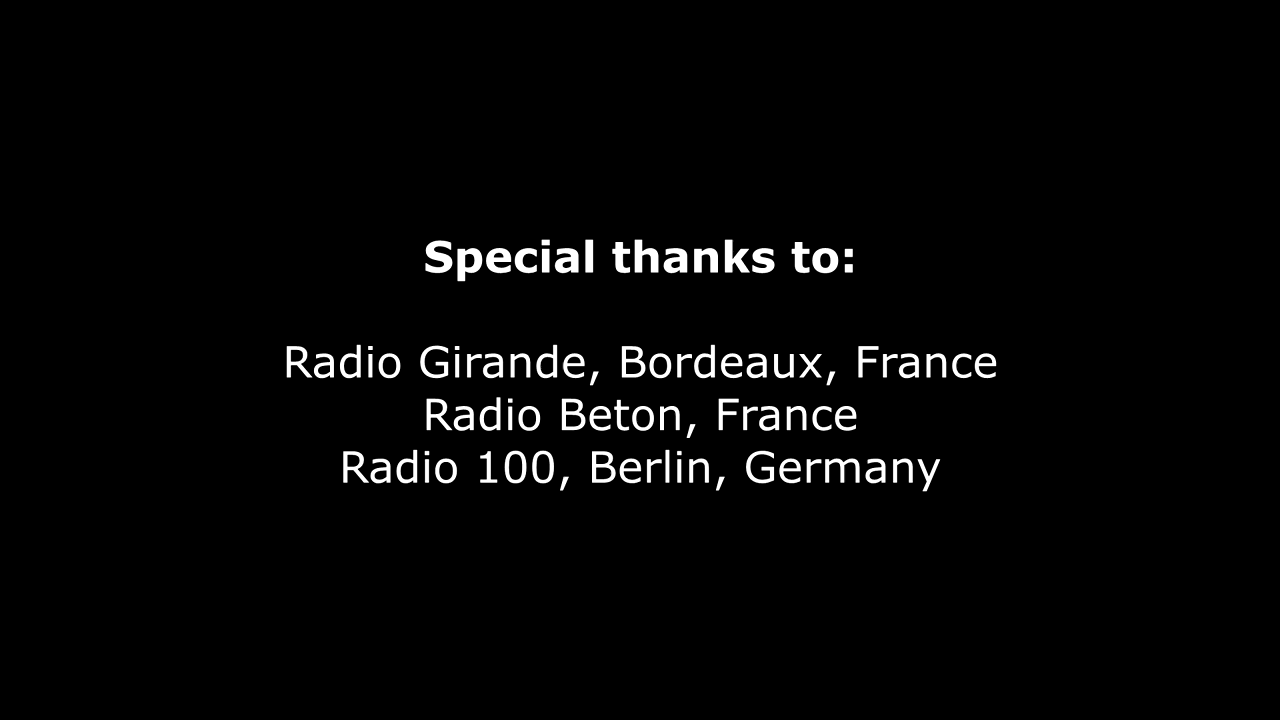 Special thanks to:
Radio Girande, Bordeaux, France
Radio Beton, France
Radio 100, Berlin, Germany